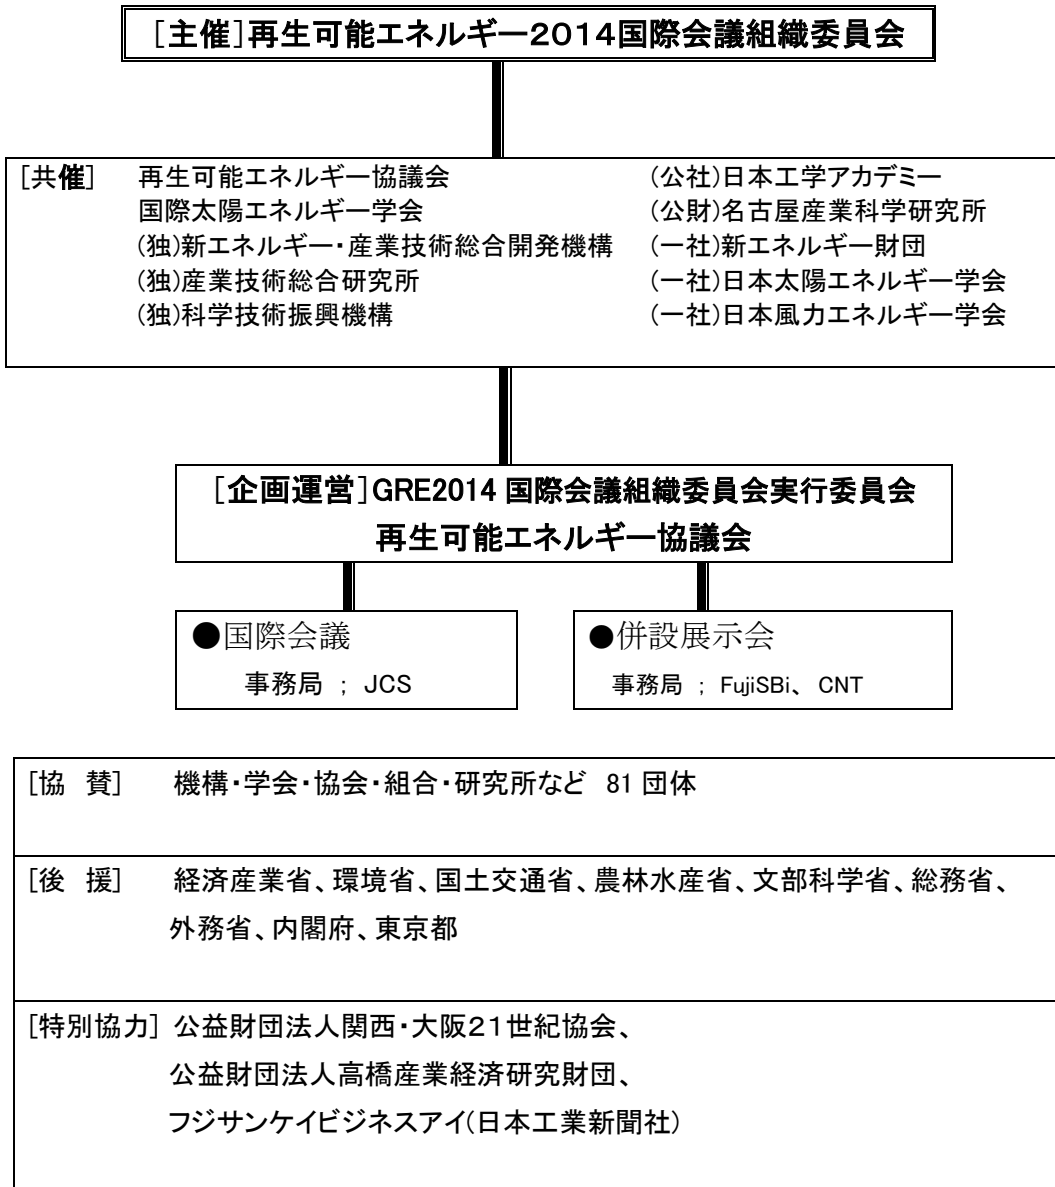 [主催]再生可能エネルギー2014国際会議組織委員会
[共催] 再生可能エネルギー協議会 (公社)日本工学アカデミー
国際太陽エネルギー学会 (公財)名古屋産業科学研究所
(独)新エネルギー・産業技術総合開発機構 (一社)新エネルギー財団
(独)産業技術総合研究所 (一社)日本太陽エネルギー学会
(独)科学技術振興機構 (一社)日本風力エネルギー学会
[企画運営]GRE2014 国際会議組織委員会実行委員会
再生可能エネルギー協議会
●国際会議
事務局 ; JCS
●併設展示会
事務局 ; FujiSBi、 CNT
[協 賛] 機構・学会・協会・組合・研究所など 81 団体
[後 援] 経済産業省、環境省、国土交通省、農林水産省、文部科学省、総務省、
外務省、内閣府、東京都
[特別協力] 公益財団法人関西・大阪21世紀協会、
公益財団法人高橋産業経済研究財団、
フジサンケイビジネスアイ(日本工業新聞社)